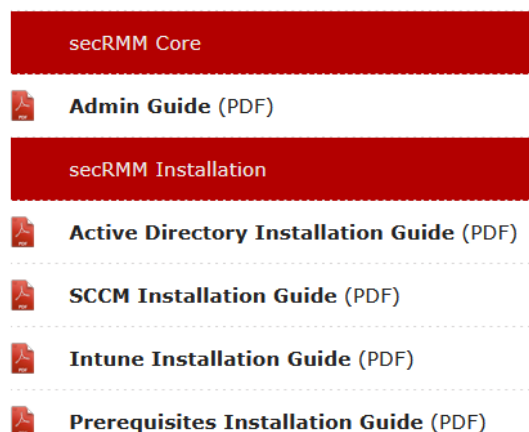 secRMM Core
Admin Guide (PDF)
secRMM Installation
Active Directory Installation Guide (PDF)
SCCM Installation Guide (PDF)
Intune Installation Guide (PDF)
Prerequisites Installation Guide (PDF)